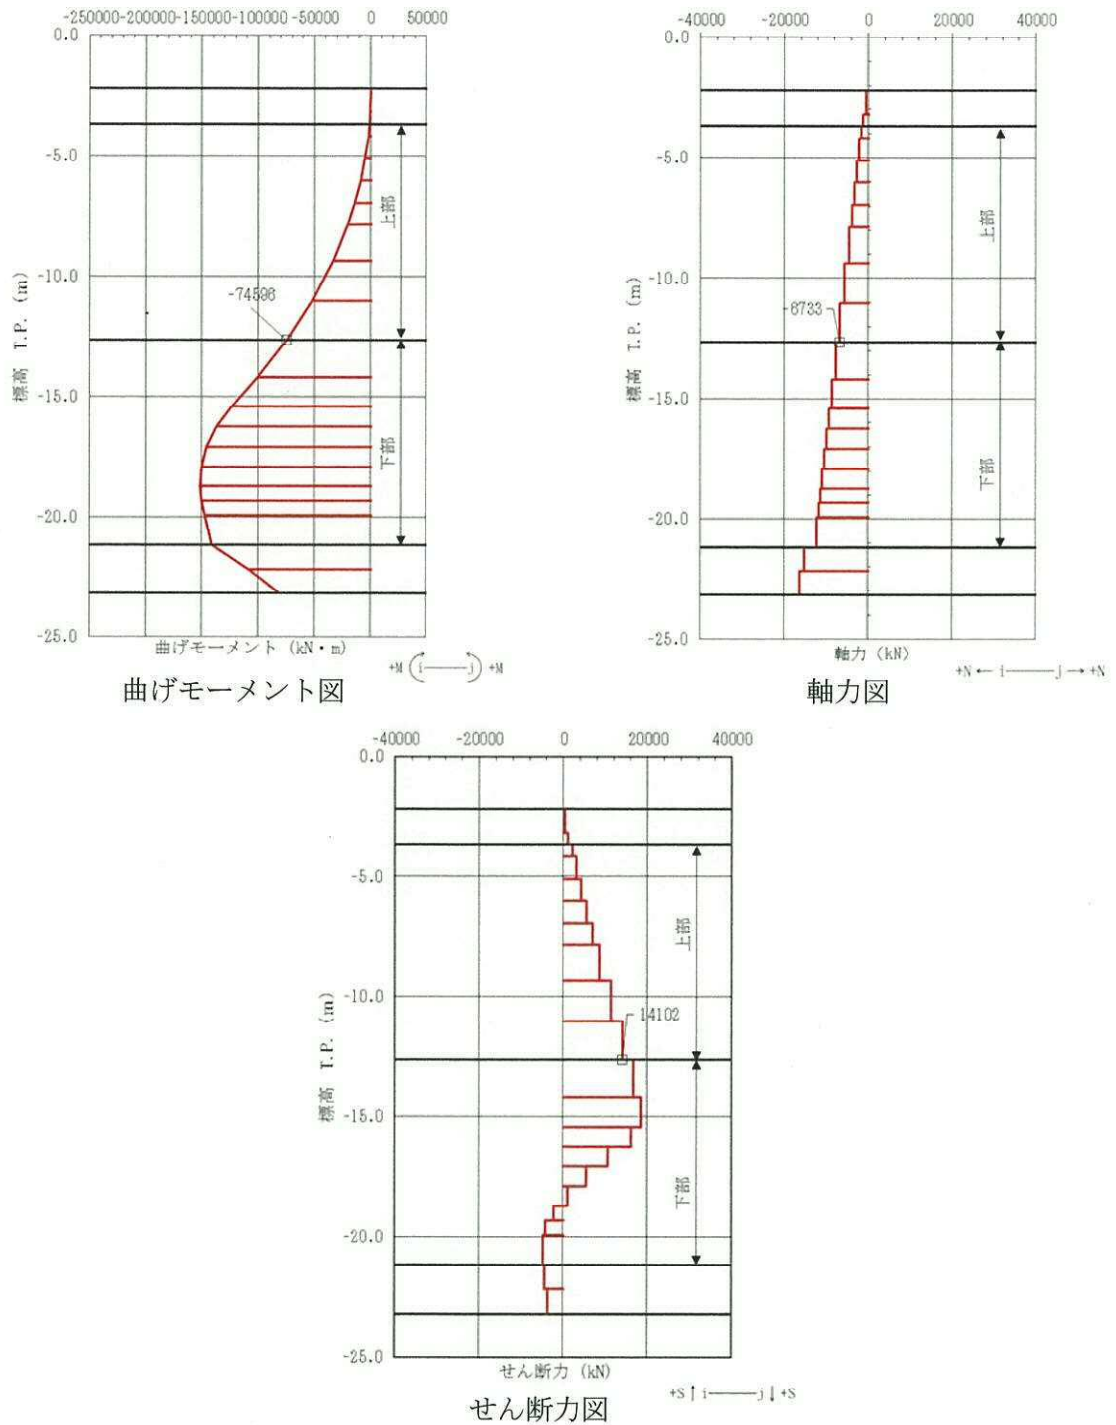 -250000-200000-150000-100000 -50000 0 50000
0.0
-5.0
-10.0
-15.0
-20.0
-25.0
標高 T.P. (m)
-74596
上部
下部
曲げモーメント (kN・m)
+M i j +M
曲げモーメント図
-40000 -20000 0 20000 40000
0.0
-5.0
-10.0
-15.0
-20.0
-25.0
標高 T.P. (m)
上部
下部
軸力 (kN)
+N ← i j → +N
軸力図
-40000 -20000 0 20000 40000
0.0
-5.0
-10.0
-15.0
-20.0
-25.0
標高 T.P. (m)
14102
上部
下部
せん断力 (kN)
+S ↑ i j ↓ +S
せん断力図